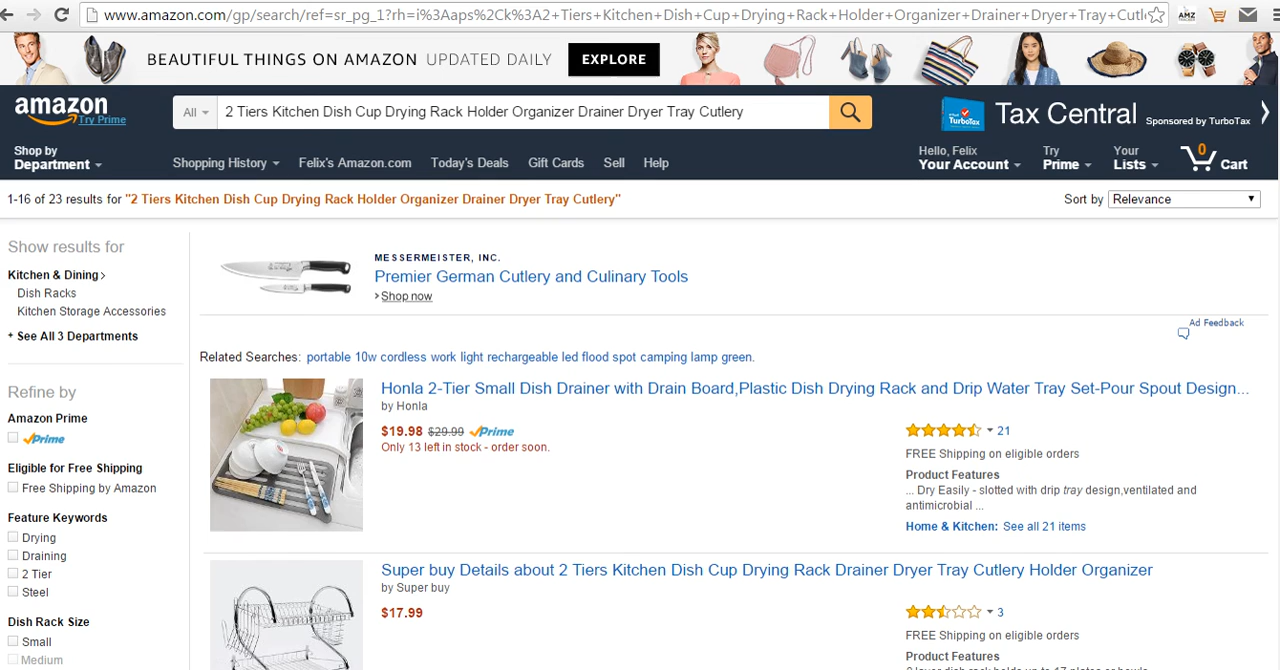 www.amazon.com/gp/search/ref=sr_pg_1?rh=i%3Aaps%2Ck%3A2+Tiers+Kitchen+Dish+Cup+Drying+Rack+Holder+Organizer+Drainer+Dryer+Tray+Cutl
AMZ
BEAUTIFUL THINGS ON AMAZON UPDATED DAILY EXPLORE
amazon
Try Prime
All
2 Tiers Kitchen Dish Cup Drying Rack Holder Organizer Drainer Dryer Tray Cutlery
TurboTax Tax Central Sponsored by TurboTax
Shop by
Department
Shopping History Felix's Amazon.com Today's Deals Gift Cards Sell Help
Hello, Felix
Your Account
Try
Prime
Your
Lists
0
Cart
1-16 of 23 results for "2 Tiers Kitchen Dish Cup Drying Rack Holder Organizer Drainer Dryer Tray Cutlery"
Sort by Relevance
Show results for
Kitchen & Dining
Dish Racks
Kitchen Storage Accessories
+ See All 3 Departments
Refine by
Amazon Prime
Prime
Eligible for Free Shipping
Free Shipping by Amazon
Feature Keywords
Drying
Draining
2 Tier
Steel
Dish Rack Size
Small
Medium
MESSERMEISTER, INC.
Premier German Cutlery and Culinary Tools
Shop now
Ad Feedback
Related Searches: portable 10w cordless work light rechargeable led flood spot camping lamp green.
Honla 2-Tier Small Dish Drainer with Drain Board,Plastic Dish Drying Rack and Drip Water Tray Set-Pour Spout Design...
by Honla
$19.98 $29.99 Prime
Only 13 left in stock - order soon.
21
FREE Shipping on eligible orders
Product Features
... Dry Easily - slotted with drip tray design,ventilated and
antimicrobial ...
Home & Kitchen: See all 21 items
Super buy Details about 2 Tiers Kitchen Dish Cup Drying Rack Drainer Dryer Tray Cutlery Holder Organizer
by Super buy
$17.99
3
FREE Shipping on eligible orders
Product Features